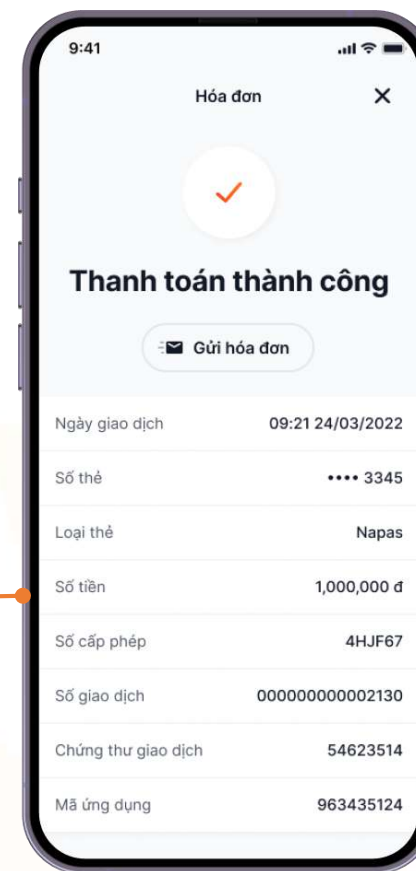 9:41
Hóa đơn
Thanh toán thành công
Gửi hóa đơn
Ngày giao dịch 09:21 24/03/2022
Số thẻ •••• 3345
Loại thẻ Napas
Số tiền 1,000,000 đ
Số cấp phép 4HJF67
Số giao dịch 000000000002130
Chứng thư giao dịch 54623514
Mã ứng dụng 963435124